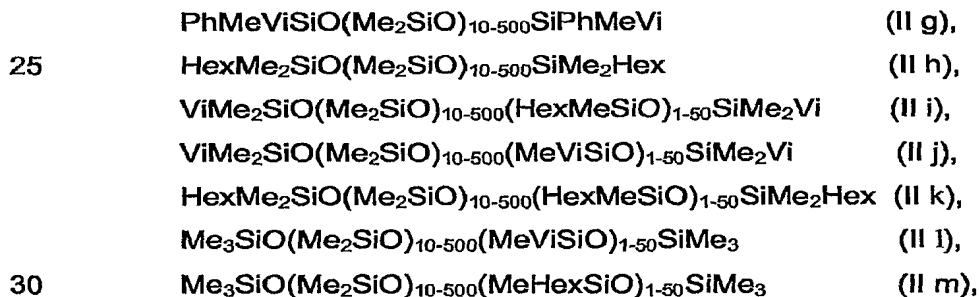 PhMeViSiO(Me₂SiO)₁₀₋₅₀₀SiPhMeVi (II g),
25 HexMe₂SiO(Me₂SiO)₁₀₋₅₀₀SiMe₂Hex (II h),
ViMe₂SiO(Me₂SiO)₁₀₋₅₀₀(HexMeSiO)₁₋₅₀SiMe₂Vi (II i),
ViMe₂SiO(Me₂SiO)₁₀₋₅₀₀(MeViSiO)₁₋₅₀SiMe₂Vi (II j),
HexMe₂SiO(Me₂SiO)₁₀₋₅₀₀(HexMeSiO)₁₋₅₀SiMe₂Hex (II k),
Me₃SiO(Me₂SiO)₁₀₋₅₀₀(MeViSiO)₁₋₅₀SiMe₃ (II l),
30 Me₃SiO(Me₂SiO)₁₀₋₅₀₀(MeHexSiO)₁₋₅₀SiMe₃ (II m),